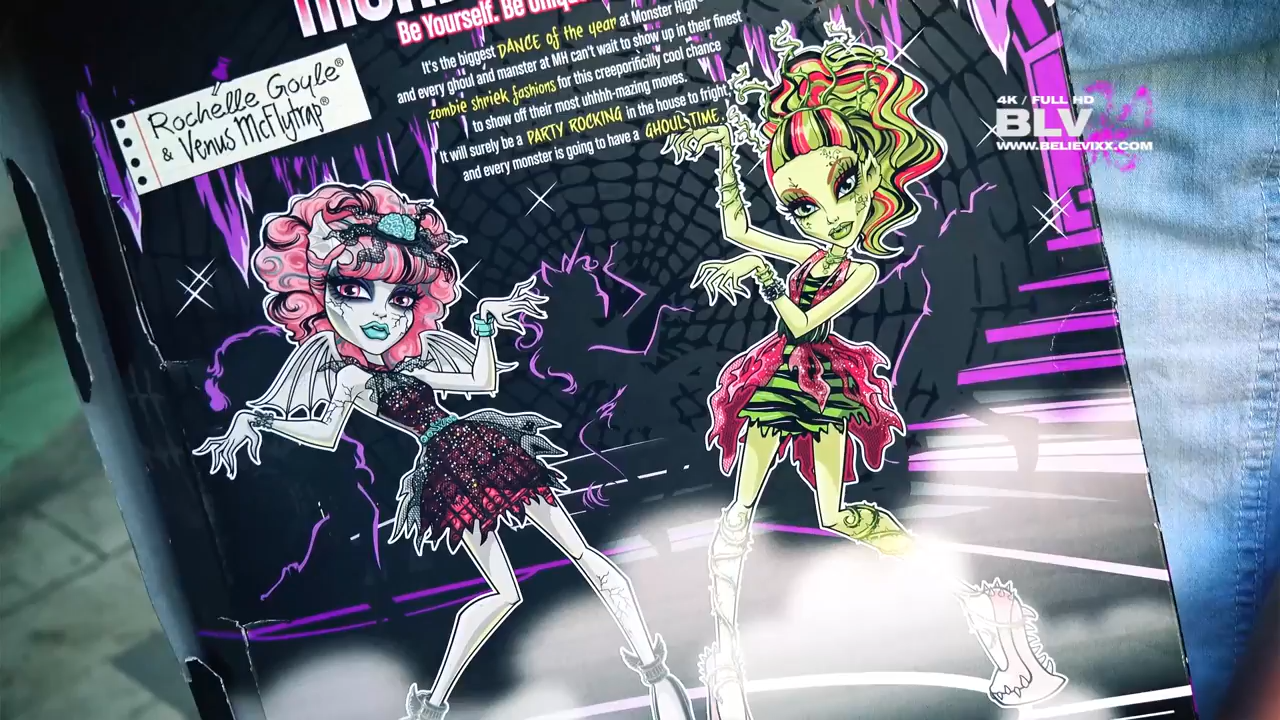 Be Yourself. Be Unique
It's the biggest DANCE of the year at Monster High
and every ghoul and manster at MH can't wait to show up in their finest
zombie shriek fashions for this creeporifically cool chance
to show off their most uhhhh-mazing moves.
It will surely be a PARTY ROCKING in the house to fright,
and every monster is going to have a GHOUL'S TIME.
Rochelle Goyle®
& Venus McFlytrap®
4K / FULL HD
BLV
WWW.BELIEVIXX.COM